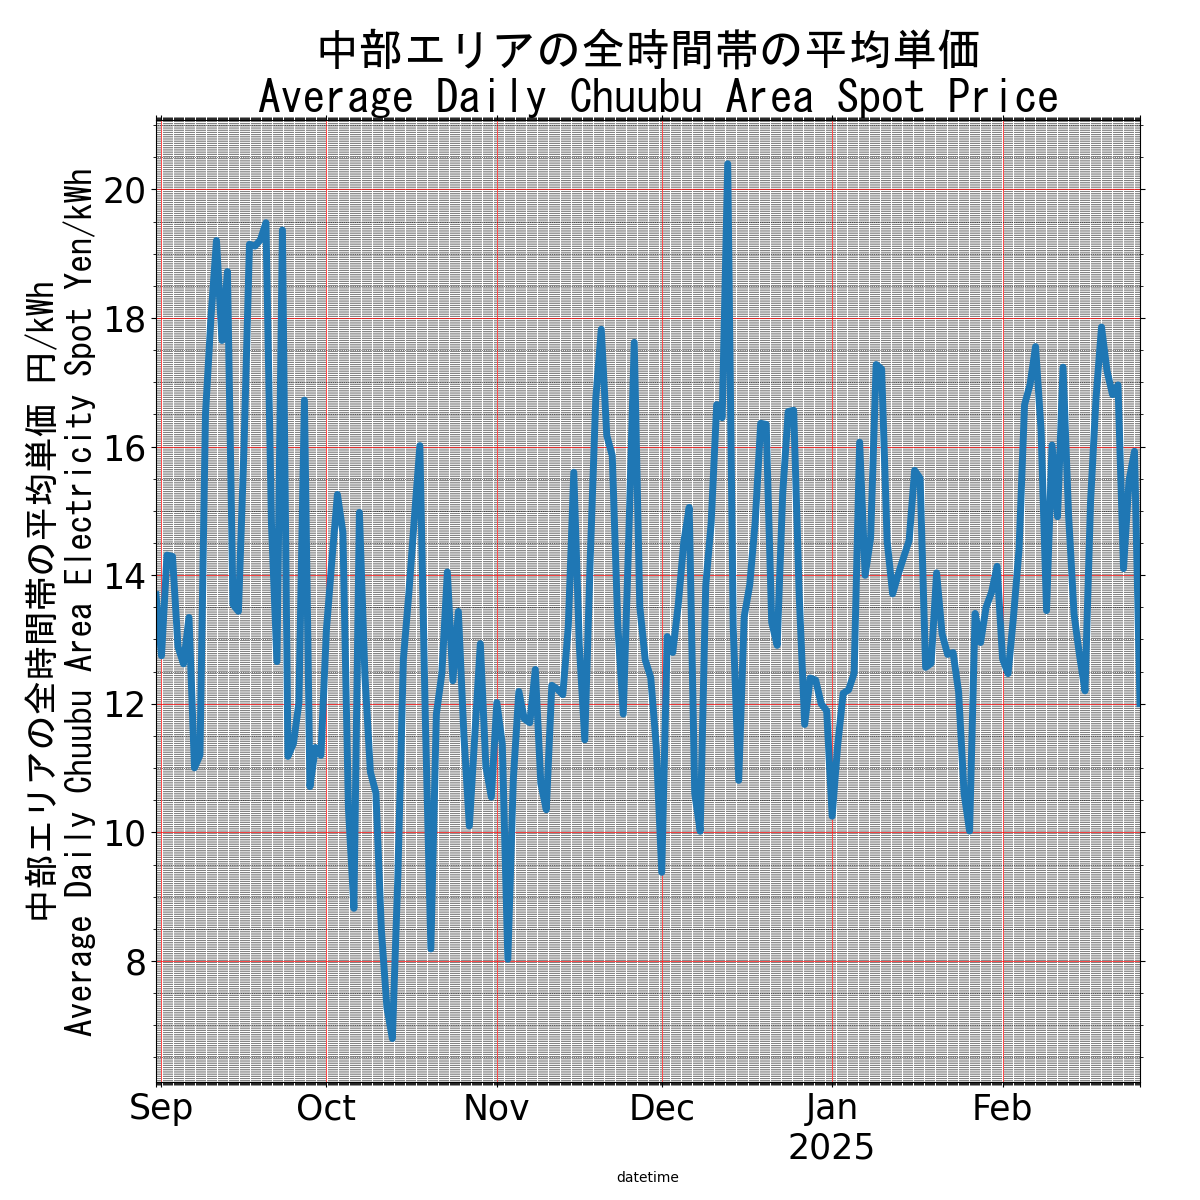 中部エリアの全時間帯の平均単価
Average Daily Chuubu Area Spot Price
中部エリアの全時間帯の平均単価 円/kWh
Average Daily Chuubu Area Electricity Spot Yen/kWh
20
18
16
14
12
10
8
Sep Oct Nov Dec Jan Feb
2025
datetime